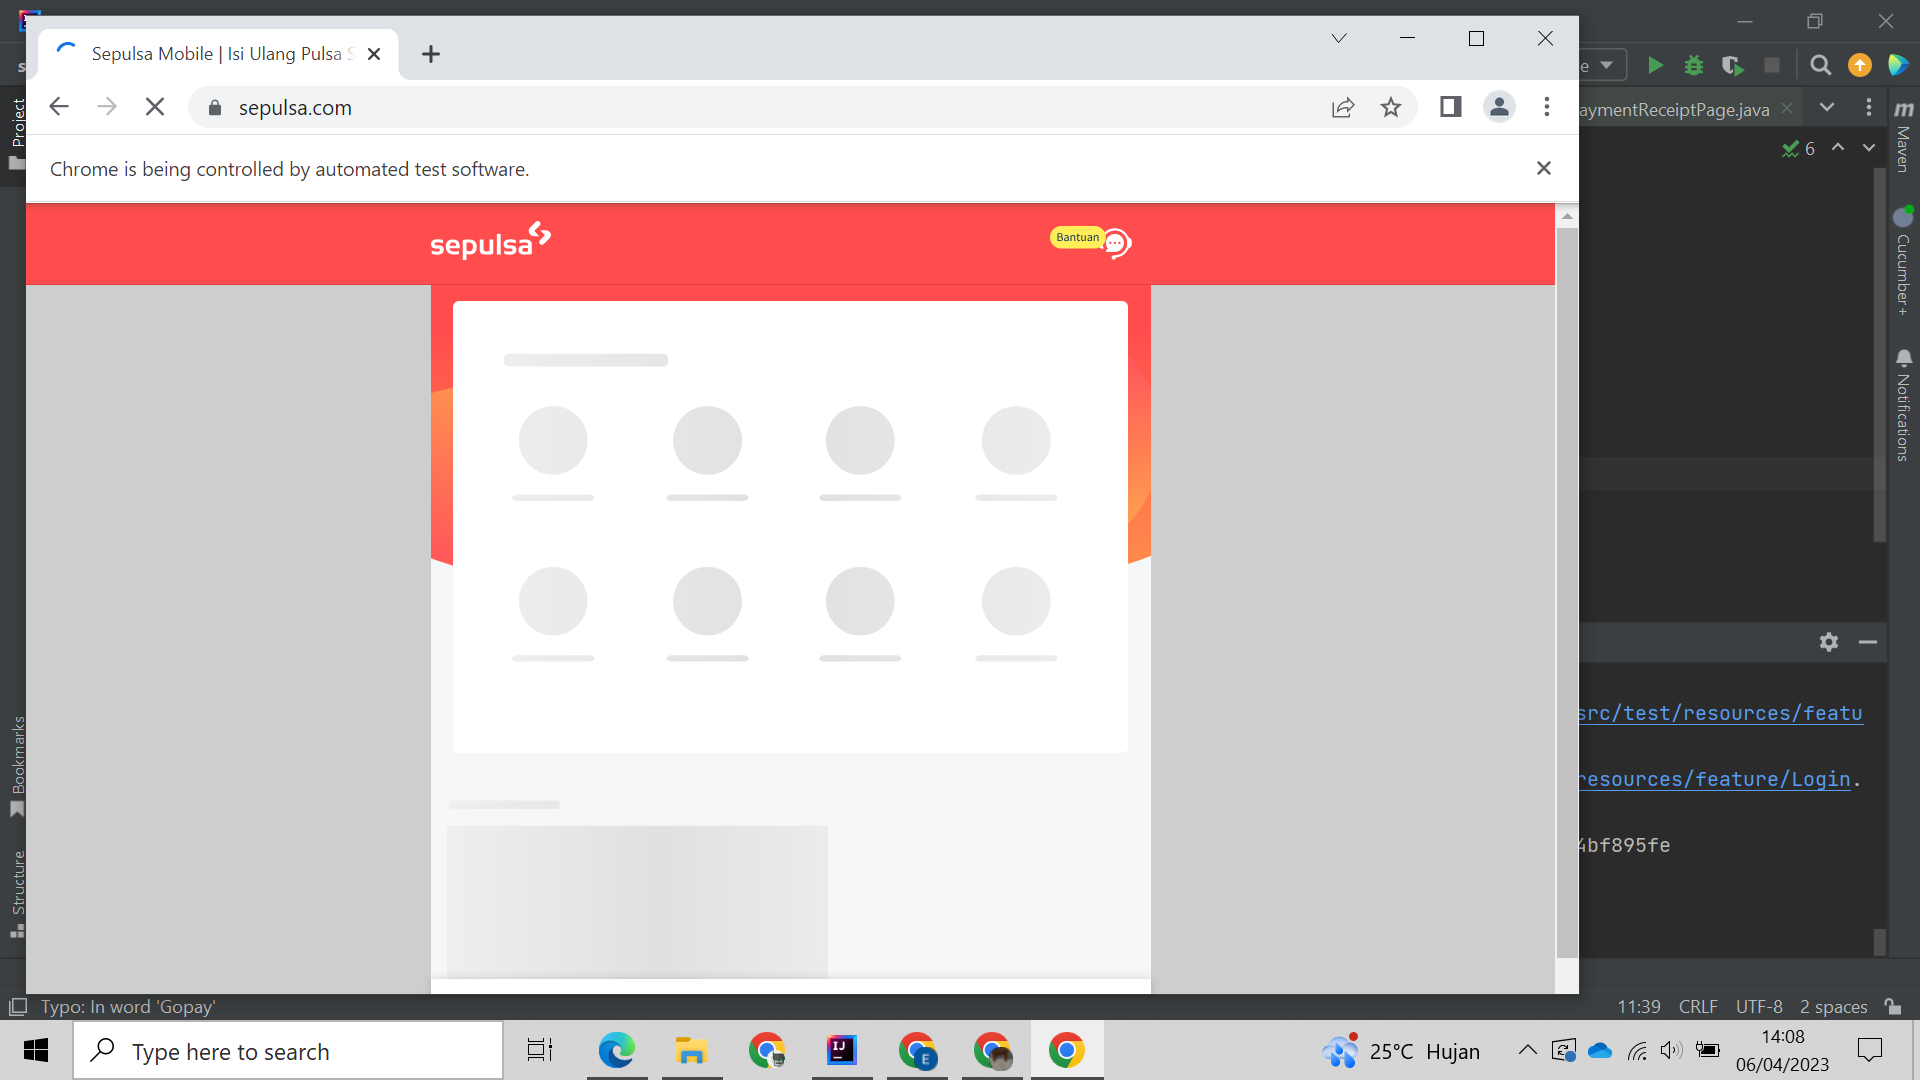 Sepulsa Mobile | Isi Ulang Pulsa S
sepulsa.com
Chrome is being controlled by automated test software.
sepulsa
Bantuan
Project
Bookmarks
Structure
e
aymentReceiptPage.java
6
m
Maven
Cucumber+
Notifications
src/test/resources/featu
resources/feature/Login.
4bf895fe
Typo: In word 'Gopay'
11:39 CRLF UTF-8 2 spaces
Type here to search
IJ
E
25°C Hujan
14:08
06/04/2023